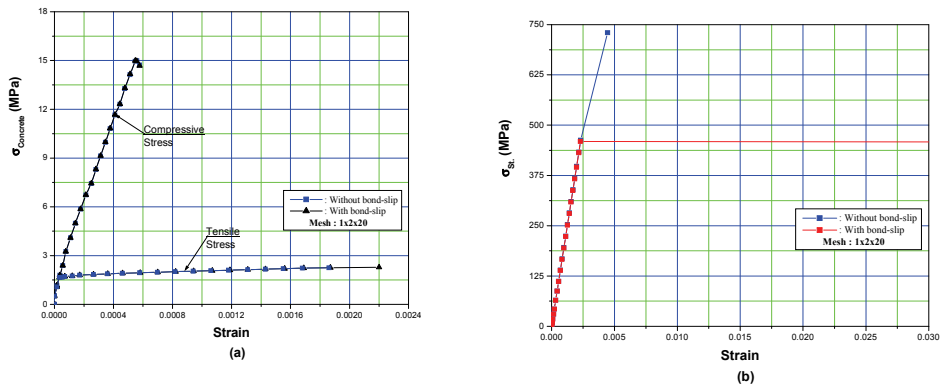 18
15
12
9
6
3
0
σConcrete (MPa)
Compressive
Stress
: Without bond-slip
: With bond-slip
Mesh : 1x2x20
Tensile
Stress
0.0000 0.0004 0.0008 0.0012 0.0016 0.0020 0.0024
Strain
(a)
750
625
500
375
250
125
0
σSt. (MPa)
: Without bond-slip
: With bond-slip
Mesh : 1x2x20
0.000 0.005 0.010 0.015 0.020 0.025 0.030
Strain
(b)